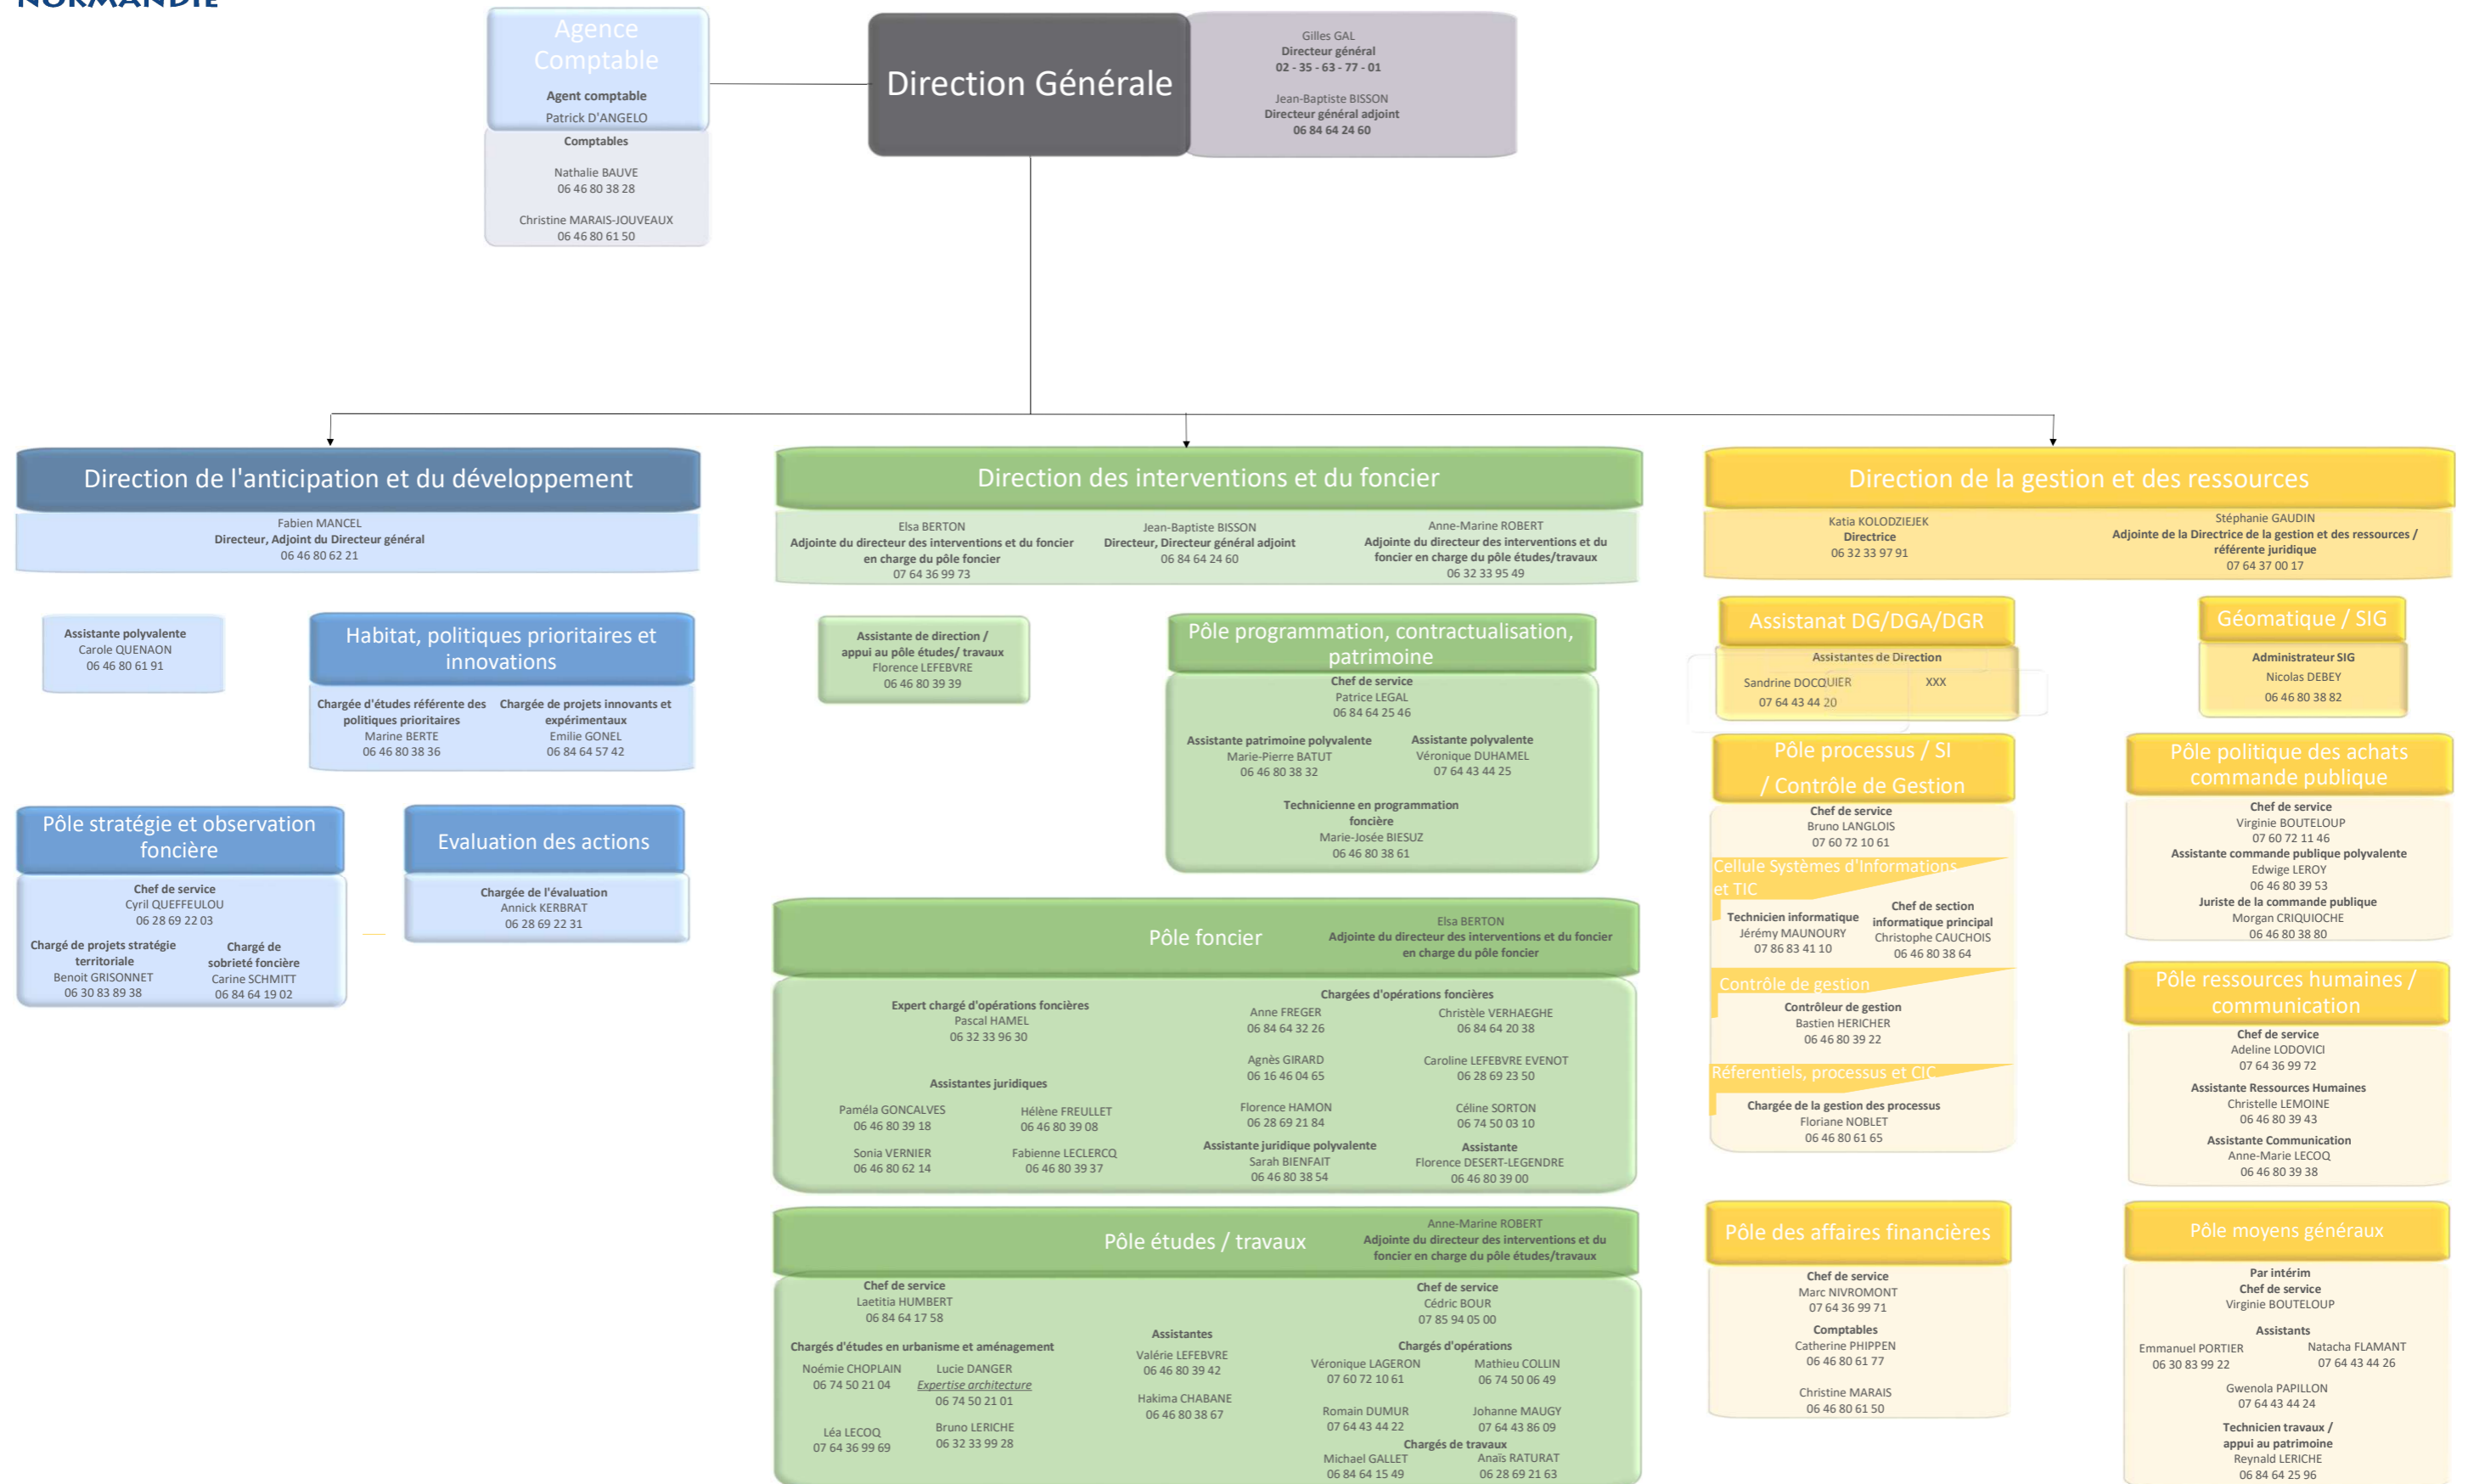 NORMANDIE
Agence
Comptable
Agent comptable
Patrick D'ANGELO
Comptables
Nathalie BAUVE
06 46 80 38 28
Christine MARAIS-JOUVEAUX
06 46 80 61 50
Direction Générale
Gilles GAL
Directeur général
02 - 35 - 63 - 77 - 01
Jean-Baptiste BISSON
Directeur général adjoint
06 84 64 24 60
Direction de l'anticipation et du développement
Fabien MANCEL
Directeur, Adjoint du Directeur général
06 46 80 62 21
Assistante polyvalente
Carole QUENAON
06 46 80 61 91
Habitat, politiques prioritaires et
innovations
Chargée d'études référente des
politiques prioritaires
Marine BERTE
06 46 80 38 36
Chargée de projets innovants et
expérimentaux
Emilie GONEL
06 84 64 57 42
Pôle stratégie et observation
foncière
Chef de service
Cyril QUEFFEULOU
06 28 69 22 03
Chargé de projets stratégie
territoriale
Benoit GRISONNET
06 30 83 89 38
Chargé de
sobrieté foncière
Carine SCHMITT
06 84 64 19 02
Evaluation des actions
Chargée de l'évaluation
Annick KERBRAT
06 28 69 22 31
Direction des interventions et du foncier
Elsa BERTON
Adjointe du directeur des interventions et du foncier
en charge du pôle foncier
07 64 36 99 73
Jean-Baptiste BISSON
Directeur, Directeur général adjoint
06 84 64 24 60
Anne-Marine ROBERT
Adjointe du directeur des interventions et du
foncier en charge du pôle études/travaux
06 32 33 95 49
Assistante de direction /
appui au pôle études/ travaux
Florence LEFEBVRE
06 46 80 39 39
Pôle programmation, contractualisation,
patrimoine
Chef de service
Patrice LEGAL
06 84 64 25 46
Assistante patrimoine polyvalente
Marie-Pierre BATUT
06 46 80 38 32
Assistante polyvalente
Véronique DUHAMEL
07 64 43 44 25
Technicienne en programmation
foncière
Marie-Josée BIESUZ
06 46 80 38 61
Pôle foncier
Elsa BERTON
Adjointe du directeur des interventions et du foncier
en charge du pôle foncier
Expert chargé d'opérations foncières
Pascal HAMEL
06 32 33 96 30
Assistantes juridiques
Paméla GONCALVES
06 46 80 39 18
Hélène FREULLET
06 46 80 39 08
Sonia VERNIER
06 46 80 62 14
Fabienne LECLERCQ
06 46 80 39 37
Chargées d'opérations foncières
Anne FREGER
06 84 64 32 26
Christèle VERHAEGHE
06 84 64 20 38
Agnès GIRARD
06 16 46 04 65
Caroline LEFEBVRE EVENOT
06 28 69 23 50
Florence HAMON
06 28 69 21 84
Céline SORTON
06 74 50 03 10
Assistante juridique polyvalente
Sarah BIENFAIT
06 46 80 38 54
Assistante
Florence DESERT-LEGENDRE
06 46 80 39 00
Pôle études / travaux
Anne-Marine ROBERT
Adjointe du directeur des interventions et du
foncier en charge du pôle études/travaux
Chef de service
Laetitia HUMBERT
06 84 64 17 58
Chargés d'études en urbanisme et aménagement
Noémie CHOPLAIN
06 74 50 21 04
Lucie DANGER
Expertise architecture
06 74 50 21 01
Léa LECOQ
07 64 36 99 69
Bruno LERICHE
06 32 33 99 28
Assistantes
Valérie LEFEBVRE
06 46 80 39 42
Hakima CHABANE
06 46 80 38 67
Chef de service
Cédric BOUR
07 85 94 05 00
Chargés d'opérations
Véronique LAGERON
07 60 72 10 61
Mathieu COLLIN
06 74 50 06 49
Romain DUMUR
07 64 43 44 22
Johanne MAUGY
07 64 43 86 09
Chargés de travaux
Michael GALLET
06 84 64 15 49
Anaïs RATURAT
06 28 69 21 63
Direction de la gestion et des ressources
Katia KOLODZIEJEK
Directrice
06 32 33 97 91
Stéphanie GAUDIN
Adjointe de la Directrice de la gestion et des ressources /
référente juridique
07 64 37 00 17
Assistanat DG/DGA/DGR
Assistantes de Direction
Sandrine DOCQUIER
07 64 43 44 20
XXX
Géomatique / SIG
Administrateur SIG
Nicolas DEBEY
06 46 80 38 82
Pôle processus / SI
/ Contrôle de Gestion
Chef de service
Bruno LANGLOIS
07 60 72 10 61
Cellule Systèmes d'Informations
et TIC
Technicien informatique
Jérémy MAUNOURY
07 86 83 41 10
Chef de section
informatique principal
Christophe CAUCHOIS
06 46 80 38 64
Contrôle de gestion
Contrôleur de gestion
Bastien HERICHER
06 46 80 39 22
Réferentiels, processus et CIC
Chargée de la gestion des processus
Floriane NOBLET
06 46 80 61 65
Pôle des affaires financières
Chef de service
Marc NIVROMONT
07 64 36 99 71
Comptables
Catherine PHIPPEN
06 46 80 61 77
Christine MARAIS
06 46 80 61 50
Pôle politique des achats
commande publique
Chef de service
Virginie BOUTELOUP
07 60 72 11 46
Assistante commande publique polyvalente
Edwige LEROY
06 46 80 39 53
Juriste de la commande publique
Morgan CRIQUIOCHE
06 46 80 38 80
Pôle ressources humaines /
communication
Chef de service
Adeline LODOVICI
07 64 36 99 72
Assistante Ressources Humaines
Christelle LEMOINE
06 46 80 39 43
Assistante Communication
Anne-Marie LECOQ
06 46 80 39 38
Pôle moyens généraux
Par intérim
Chef de service
Virginie BOUTELOUP
Assistants
Emmanuel PORTIER
06 30 83 99 22
Natacha FLAMANT
07 64 43 44 26
Gwenola PAPILLON
07 64 43 44 24
Technicien travaux /
appui au patrimoine
Reynald LERICHE
06 84 64 25 96